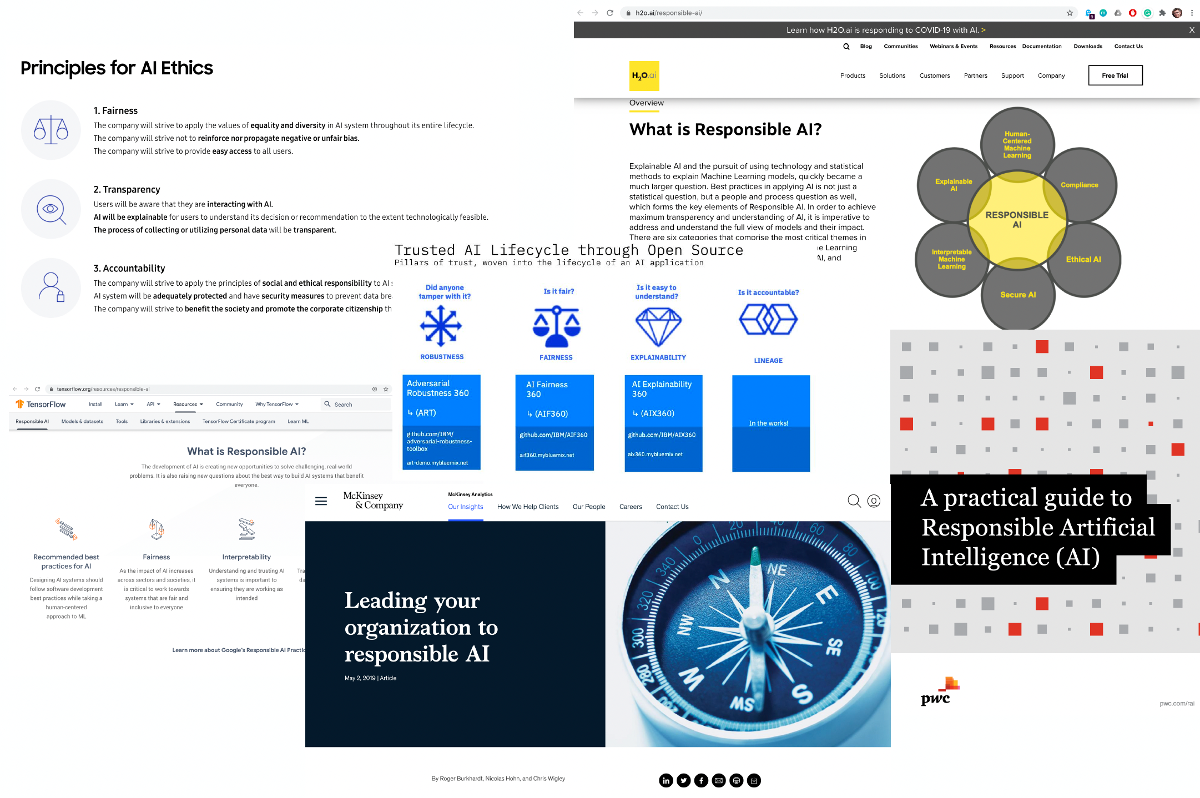 Principles for AI Ethics
1. Fairness
The company will strive to apply the values of equality and diversity in AI system throughout its entire lifecycle.
The company will strive not to reinforce nor propagate negative or unfair bias.
The company will strive to provide easy access to all users.
2. Transparency
Users will be aware that they are interacting with AI.
AI will be explainable for users to understand its decision or recommendation to the extent technologically feasible.
The process of collecting or utilizing personal data will be transparent.
3. Accountability
The company will strive to apply the principles of social and ethical responsibility to AI
AI system will be adequately protected and have security measures to prevent data bre
The company will strive to benefit the society and promote the corporate citizenship th
h2o.ai/responsible-ai/
Learn how H2O.ai is responding to COVID-19 with AI. >
X
Blog Communities Webinars & Events Resources Documentation Downloads Contact Us
H2O.ai
Products Solutions Customers Partners Support Company Free Trial
Overview
What is Responsible AI?
Explainable AI and the pursuit of using technology and statistical
methods to explain Machine Learning models, quickly became a
much larger question. Best practices in applying AI is not just a
statistical question, but a people and process question as well,
which forms the key elements of Responsible AI. In order to achieve
maximum transparency and understanding of AI, it is imperative to
address and understand the full view of models and their impact.
There are six categories that comprise the most critical themes in
e Learning
AI, and
Human-
Centered
Machine
Learning
Explainable
AI
Compliance
RESPONSIBLE
AI
Interpretable
Machine
Learning
Ethical AI
Secure AI
Trusted AI Lifecycle through Open Source
Pillars of trust, woven into the lifecycle of an AI application
Did anyone
tamper with it?
ROBUSTNESS
Adversarial
Robustness 360
↳ (ART)
github.com/IBM/
adversarial-robustness-
toolbox
art-demo.mybluemix.net
Is it fair?
FAIRNESS
AI Fairness
360
↳ (AIF360)
github.com/IBM/AIF360
aif360.mybluemix.net
Is it easy to
understand?
EXPLAINABILITY
AI Explainability
360
↳ (AIX360)
github.com/IBM/AIX360
aix360.mybluemix.net
Is it accountable?
LINEAGE
In the works!
tensorflow.org/resources/responsible-ai
TensorFlow Install Learn API Resources Community Why TensorFlow Search
Responsible AI Models & datasets Tools Libraries & extensions TensorFlow Certificate program Learn ML
What is Responsible AI?
The development of AI is creating new opportunities to solve challenging, real-world
problems. It is also raising new questions about the best way to build AI systems that benefit
everyone.
Recommended best
practices for AI
Designing AI systems should
follow software development
best practices while taking a
human-centered
approach to ML
Fairness
As the impact of AI increases
across sectors and societies, it
is critical to work towards
systems that are fair and
inclusive to everyone
Interpretability
Understanding and trusting AI
systems is important to
ensuring they are working as
intended
Tra
Learn more about Google's Responsible AI Practic
McKinsey
& Company
McKinsey Analytics
Our Insights How We Help Clients Our People Careers Contact Us
Leading your
organization to
responsible AI
May 2, 2019 | Article
N NE E SE S SW W NW
280 300 310 320 330 340
By Roger Burkhardt, Nicolas Hohn, and Chris Wigley
A practical guide to
Responsible Artificial
Intelligence (AI)
pwc
pwc.com/rai